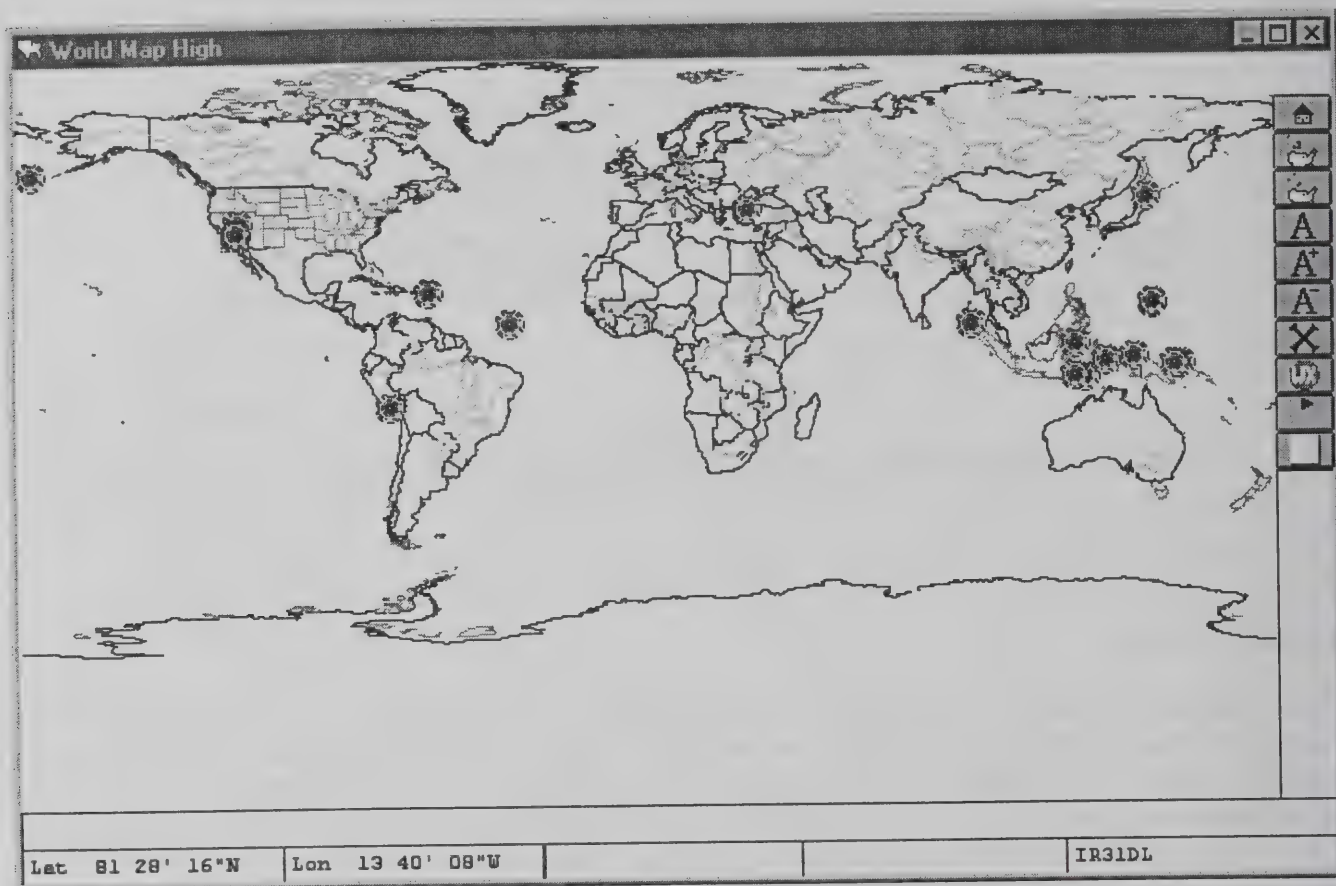 World Map High
A
A+
A-
Lat 81 28' 16"N
Lon 13 40' 08"W
IR31DL